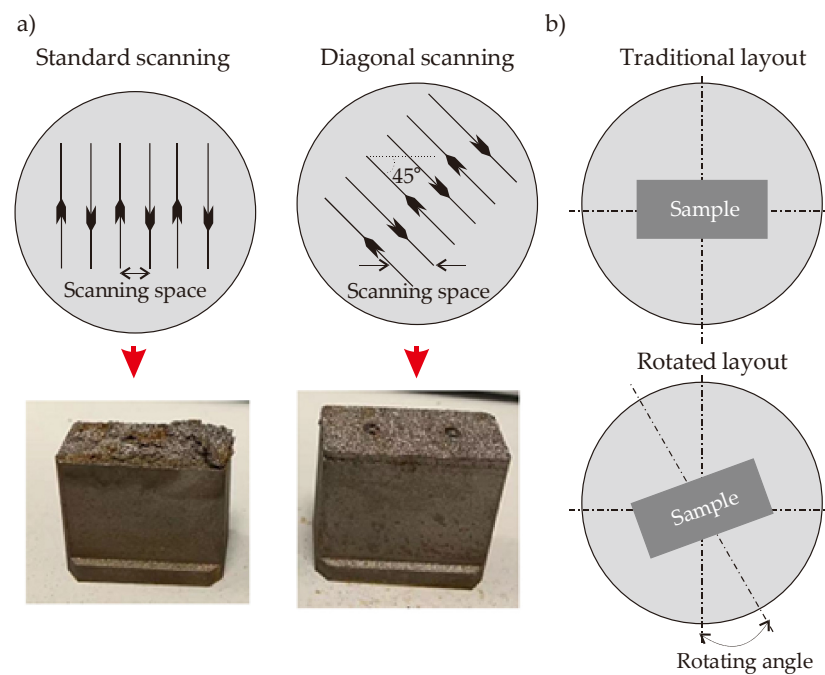 a)
Standard scanning
Diagonal scanning
45°
Scanning space
Scanning space
b)
Traditional layout
Sample
Rotated layout
Sample
Rotating angle